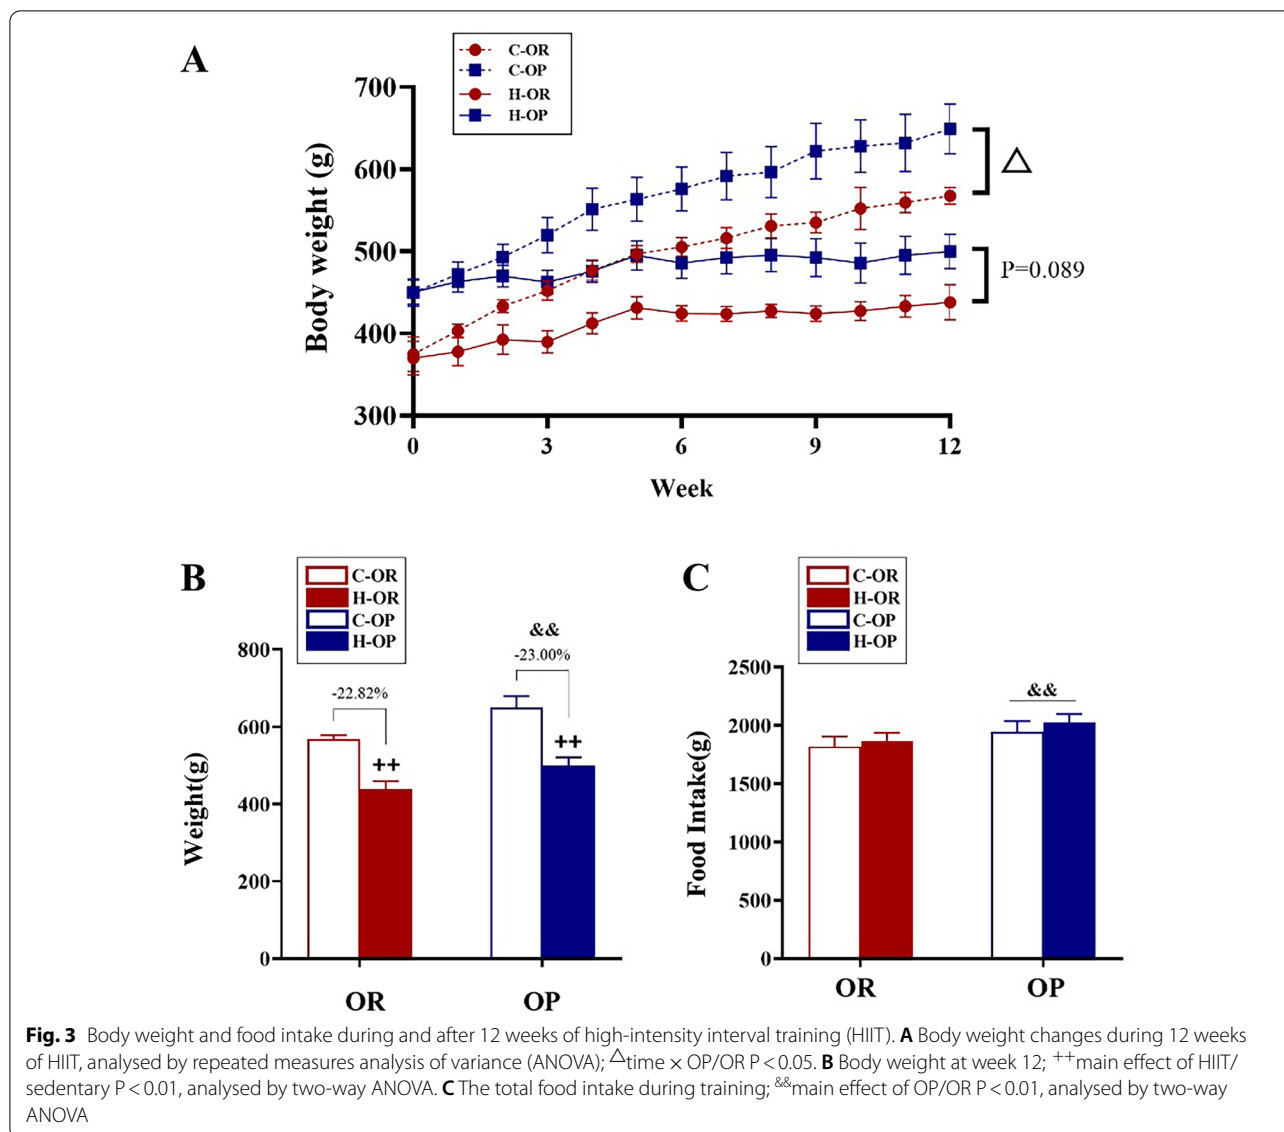 A
C-OR
C-OP
H-OR
H-OP
700
600
500
400
300
Body weight (g)
0 3 6 9 12
Week
△
P=0.089
B
C-OR
H-OR
C-OP
H-OP
800
600
400
200
0
Weight(g)
-22.82%
++
&&
-23.00%
++
OR OP
C
C-OR
H-OR
C-OP
H-OP
2500
2000
1500
1000
500
0
Food Intake(g)
&&
OR OP
Fig. 3 Body weight and food intake during and after 12 weeks of high-intensity interval training (HIIT). A Body weight changes during 12 weeks
of HIIT, analysed by repeated measures analysis of variance (ANOVA); △time × OP/OR P < 0.05. B Body weight at week 12; ++main effect of HIIT/
sedentary P < 0.01, analysed by two-way ANOVA. C The total food intake during training; &&main effect of OP/OR P < 0.01, analysed by two-way
ANOVA